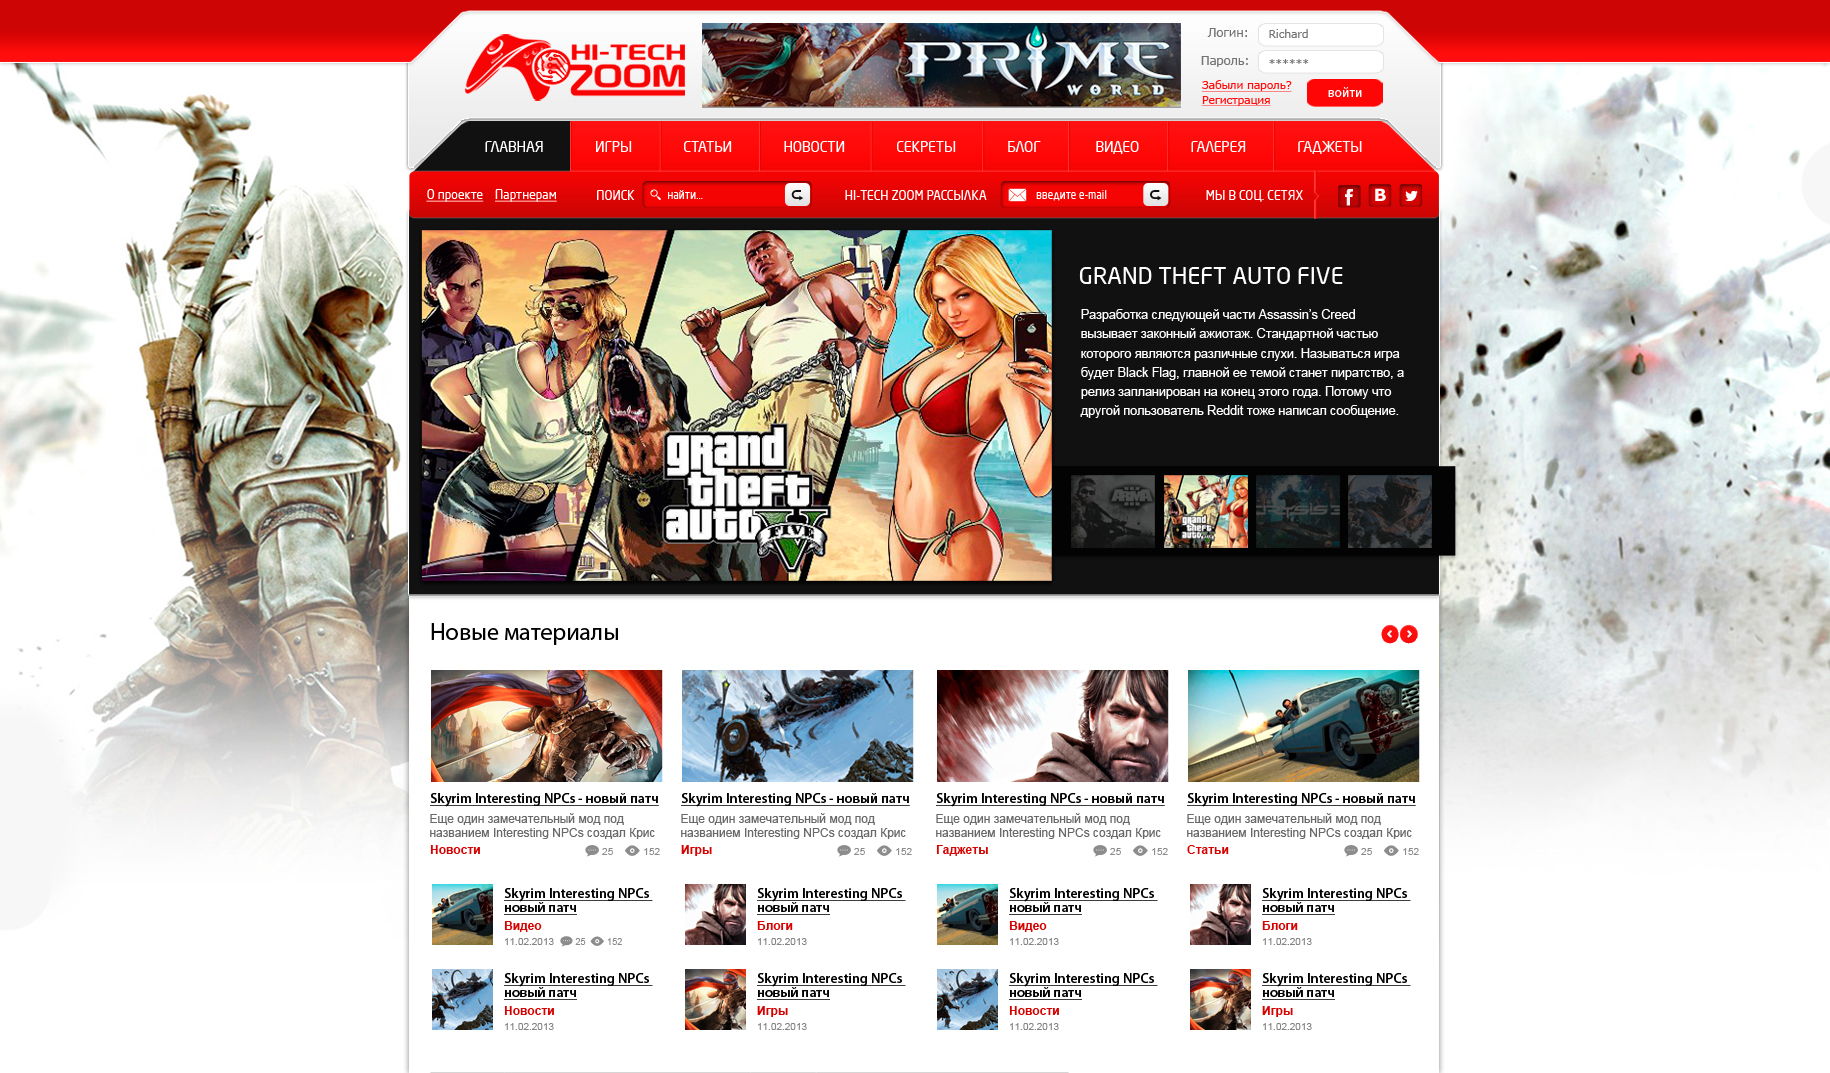 HI-TECH
ZOOM
PRIME
WORLD
Логин:
Richard
Пароль:
******
Забыли пароль?
Регистрация
ВОЙТИ
ГЛАВНАЯ
ИГРЫ
СТАТЬИ
НОВОСТИ
СЕКРЕТЫ
БЛОГ
ВИДЕО
ГАЛЕРЕЯ
ГАДЖЕТЫ
О проекте
Партнерам
ПОИСК
найти...
HI-TECH ZOOM РАССЫЛКА
введите e-mail
МЫ В СОЦ. СЕТЯХ
grand
theft
auto
V
FIVE
GRAND THEFT AUTO FIVE
Разработка следующей части Assassin's Creed
вызывает законный ажиотаж. Стандартной частью
которого являются различные слухи. Называться игра
будет Black Flag, главной ее темой станет пиратство, а
релиз запланирован на конец этого года. Потому что
другой пользователь Reddit тоже написал сообщение.
ARMA
III
grand
theft
auto
CRYSIS 3
Новые материалы
Skyrim Interesting NPCs - новый патч
Еще один замечательный мод под
названием Interesting NPCs создал Крис
Новости
25
152
Skyrim Interesting NPCs - новый патч
Еще один замечательный мод под
названием Interesting NPCs создал Крис
Игры
25
152
Skyrim Interesting NPCs - новый патч
Еще один замечательный мод под
названием Interesting NPCs создал Крис
Гаджеты
25
152
Skyrim Interesting NPCs - новый патч
Еще один замечательный мод под
названием Interesting NPCs создал Крис
Статьи
25
152
Skyrim Interesting NPCs
новый патч
Видео
11.02.2013 25 152
Skyrim Interesting NPCs
новый патч
Блоги
11.02.2013
Skyrim Interesting NPCs
новый патч
Видео
11.02.2013
Skyrim Interesting NPCs
новый патч
Блоги
11.02.2013
Skyrim Interesting NPCs
новый патч
Новости
11.02.2013
Skyrim Interesting NPCs
новый патч
Игры
11.02.2013
Skyrim Interesting NPCs
новый патч
Новости
11.02.2013
Skyrim Interesting NPCs
новый патч
Игры
11.02.2013